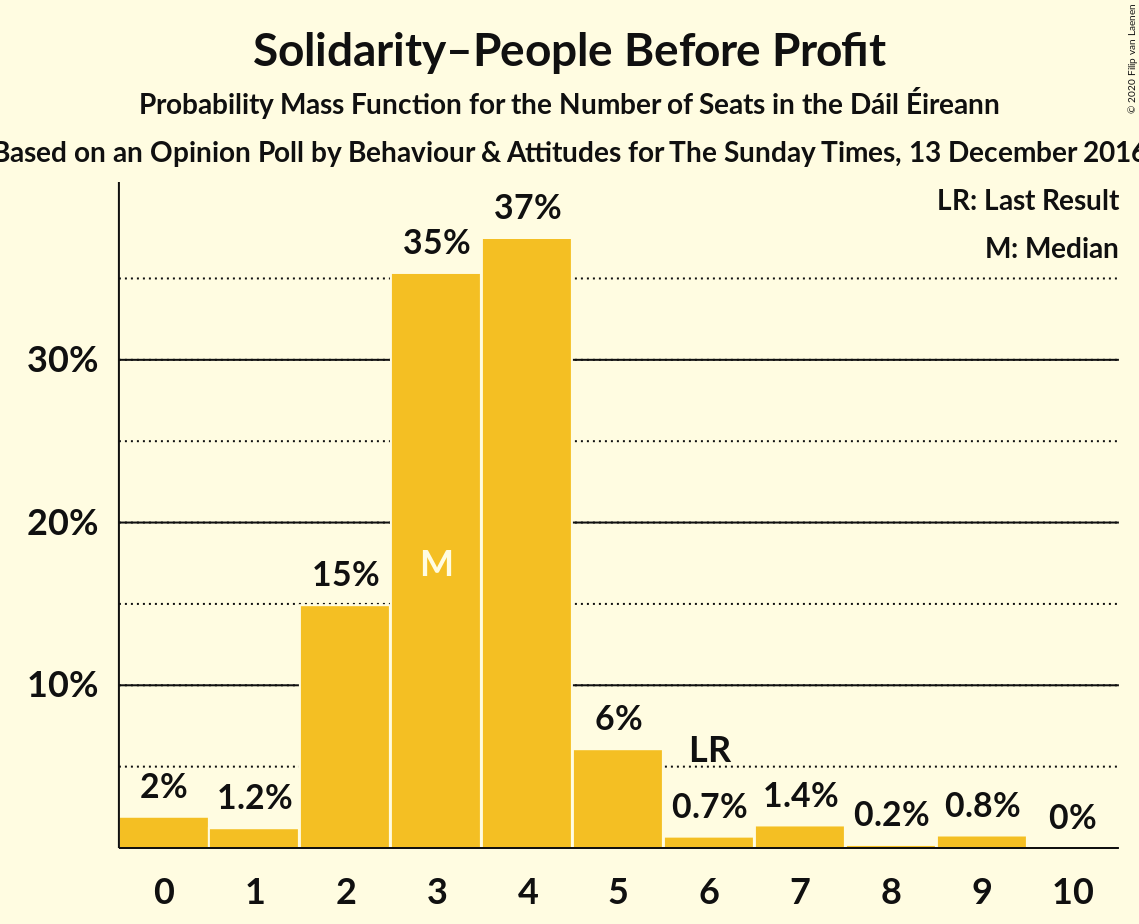 Solidarity–People Before Profit
Probability Mass Function for the Number of Seats in the Dáil Éireann
Based on an Opinion Poll by Behaviour & Attitudes for The Sunday Times, 13 December 2016
© 2020 Filip van Laenen
LR: Last Result
M: Median
37%
35%
30%
M
20%
15%
10%
6%
LR
2%
1.2%
0.7%
1.4%
0.2%
0.8%
0%
0 1 2 3 4 5 6 7 8 9 10